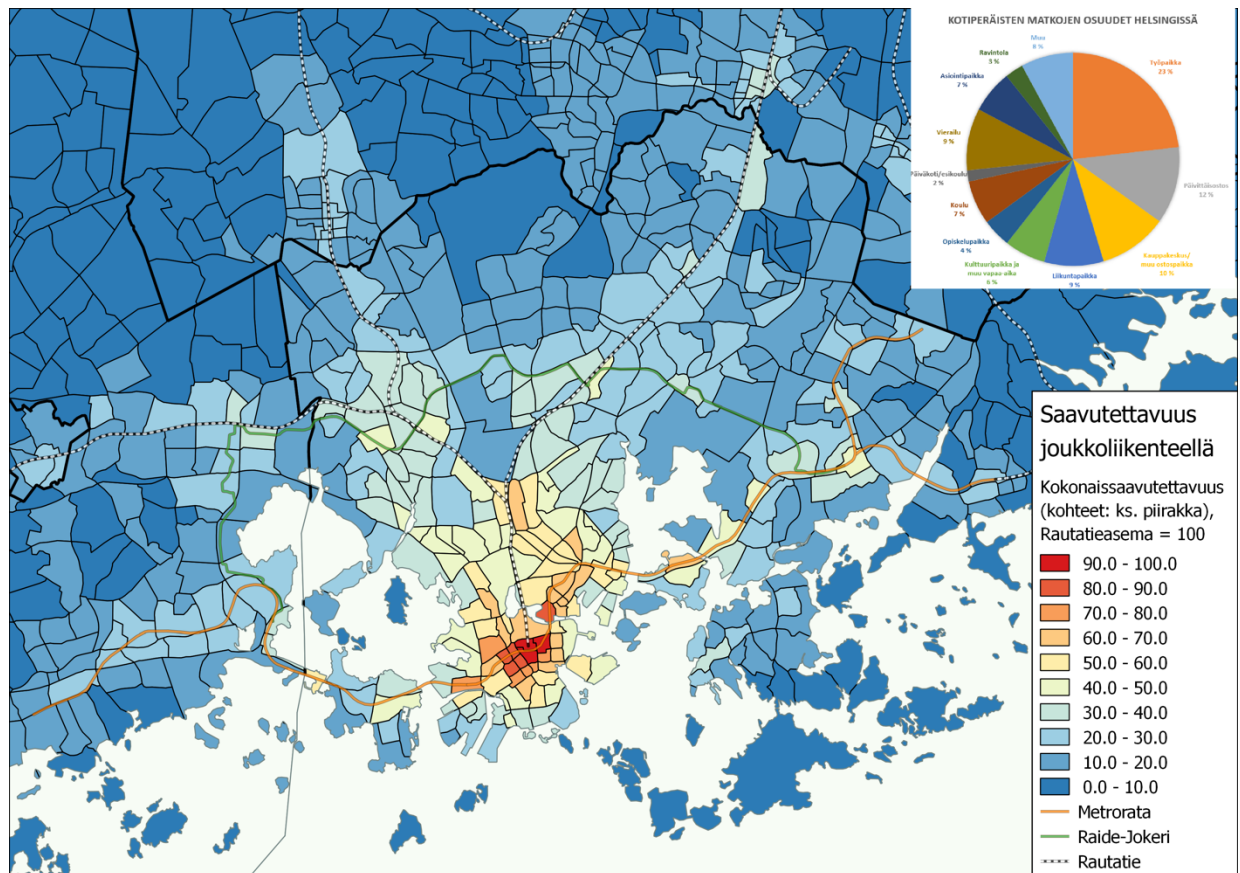 KOTIPERÄISTEN MATKOJEN OSUUDET HELSINGISSÄ
Työpaikka
23 %
Päivittäisostos
12 %
Kauppakeskus/
muu ostospaikka
10 %
Liikuntapaikka
9 %
Kulttuuripaikka ja
muu vapaa-aika
6 %
Opiskelupaikka
4 %
Koulu
7 %
Päiväkoti/esikoulu
2 %
Vierailu
9 %
Asiointipaikka
7 %
Ravintola
3 %
Muu
8 %
Saavutettavuus
joukkoliikenteellä
Kokonaissaavutettavuus
(kohteet: ks. piirakka),
Rautatieasema = 100
90.0 - 100.0
80.0 - 90.0
70.0 - 80.0
60.0 - 70.0
50.0 - 60.0
40.0 - 50.0
30.0 - 40.0
20.0 - 30.0
10.0 - 20.0
0.0 - 10.0
Metrorata
Raide-Jokeri
Rautatie